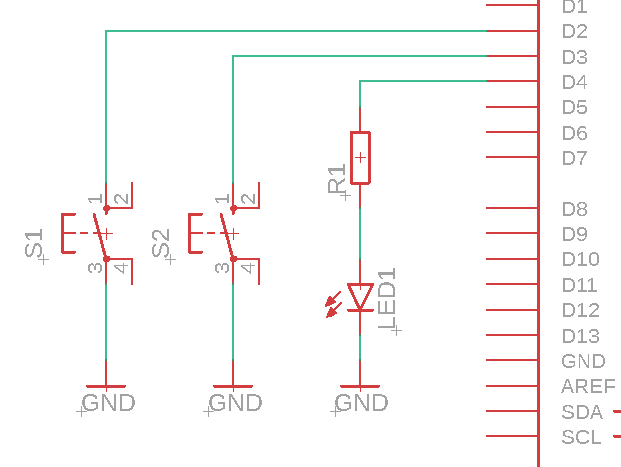 D1
D2
D3
D4
D5
D6
D7
D8
D9
D10
D11
D12
D13
GND
AREF
SDA
SCL
S1
1
2
3
4
S2
1
2
3
4
R1
LED1
GND
GND
GND